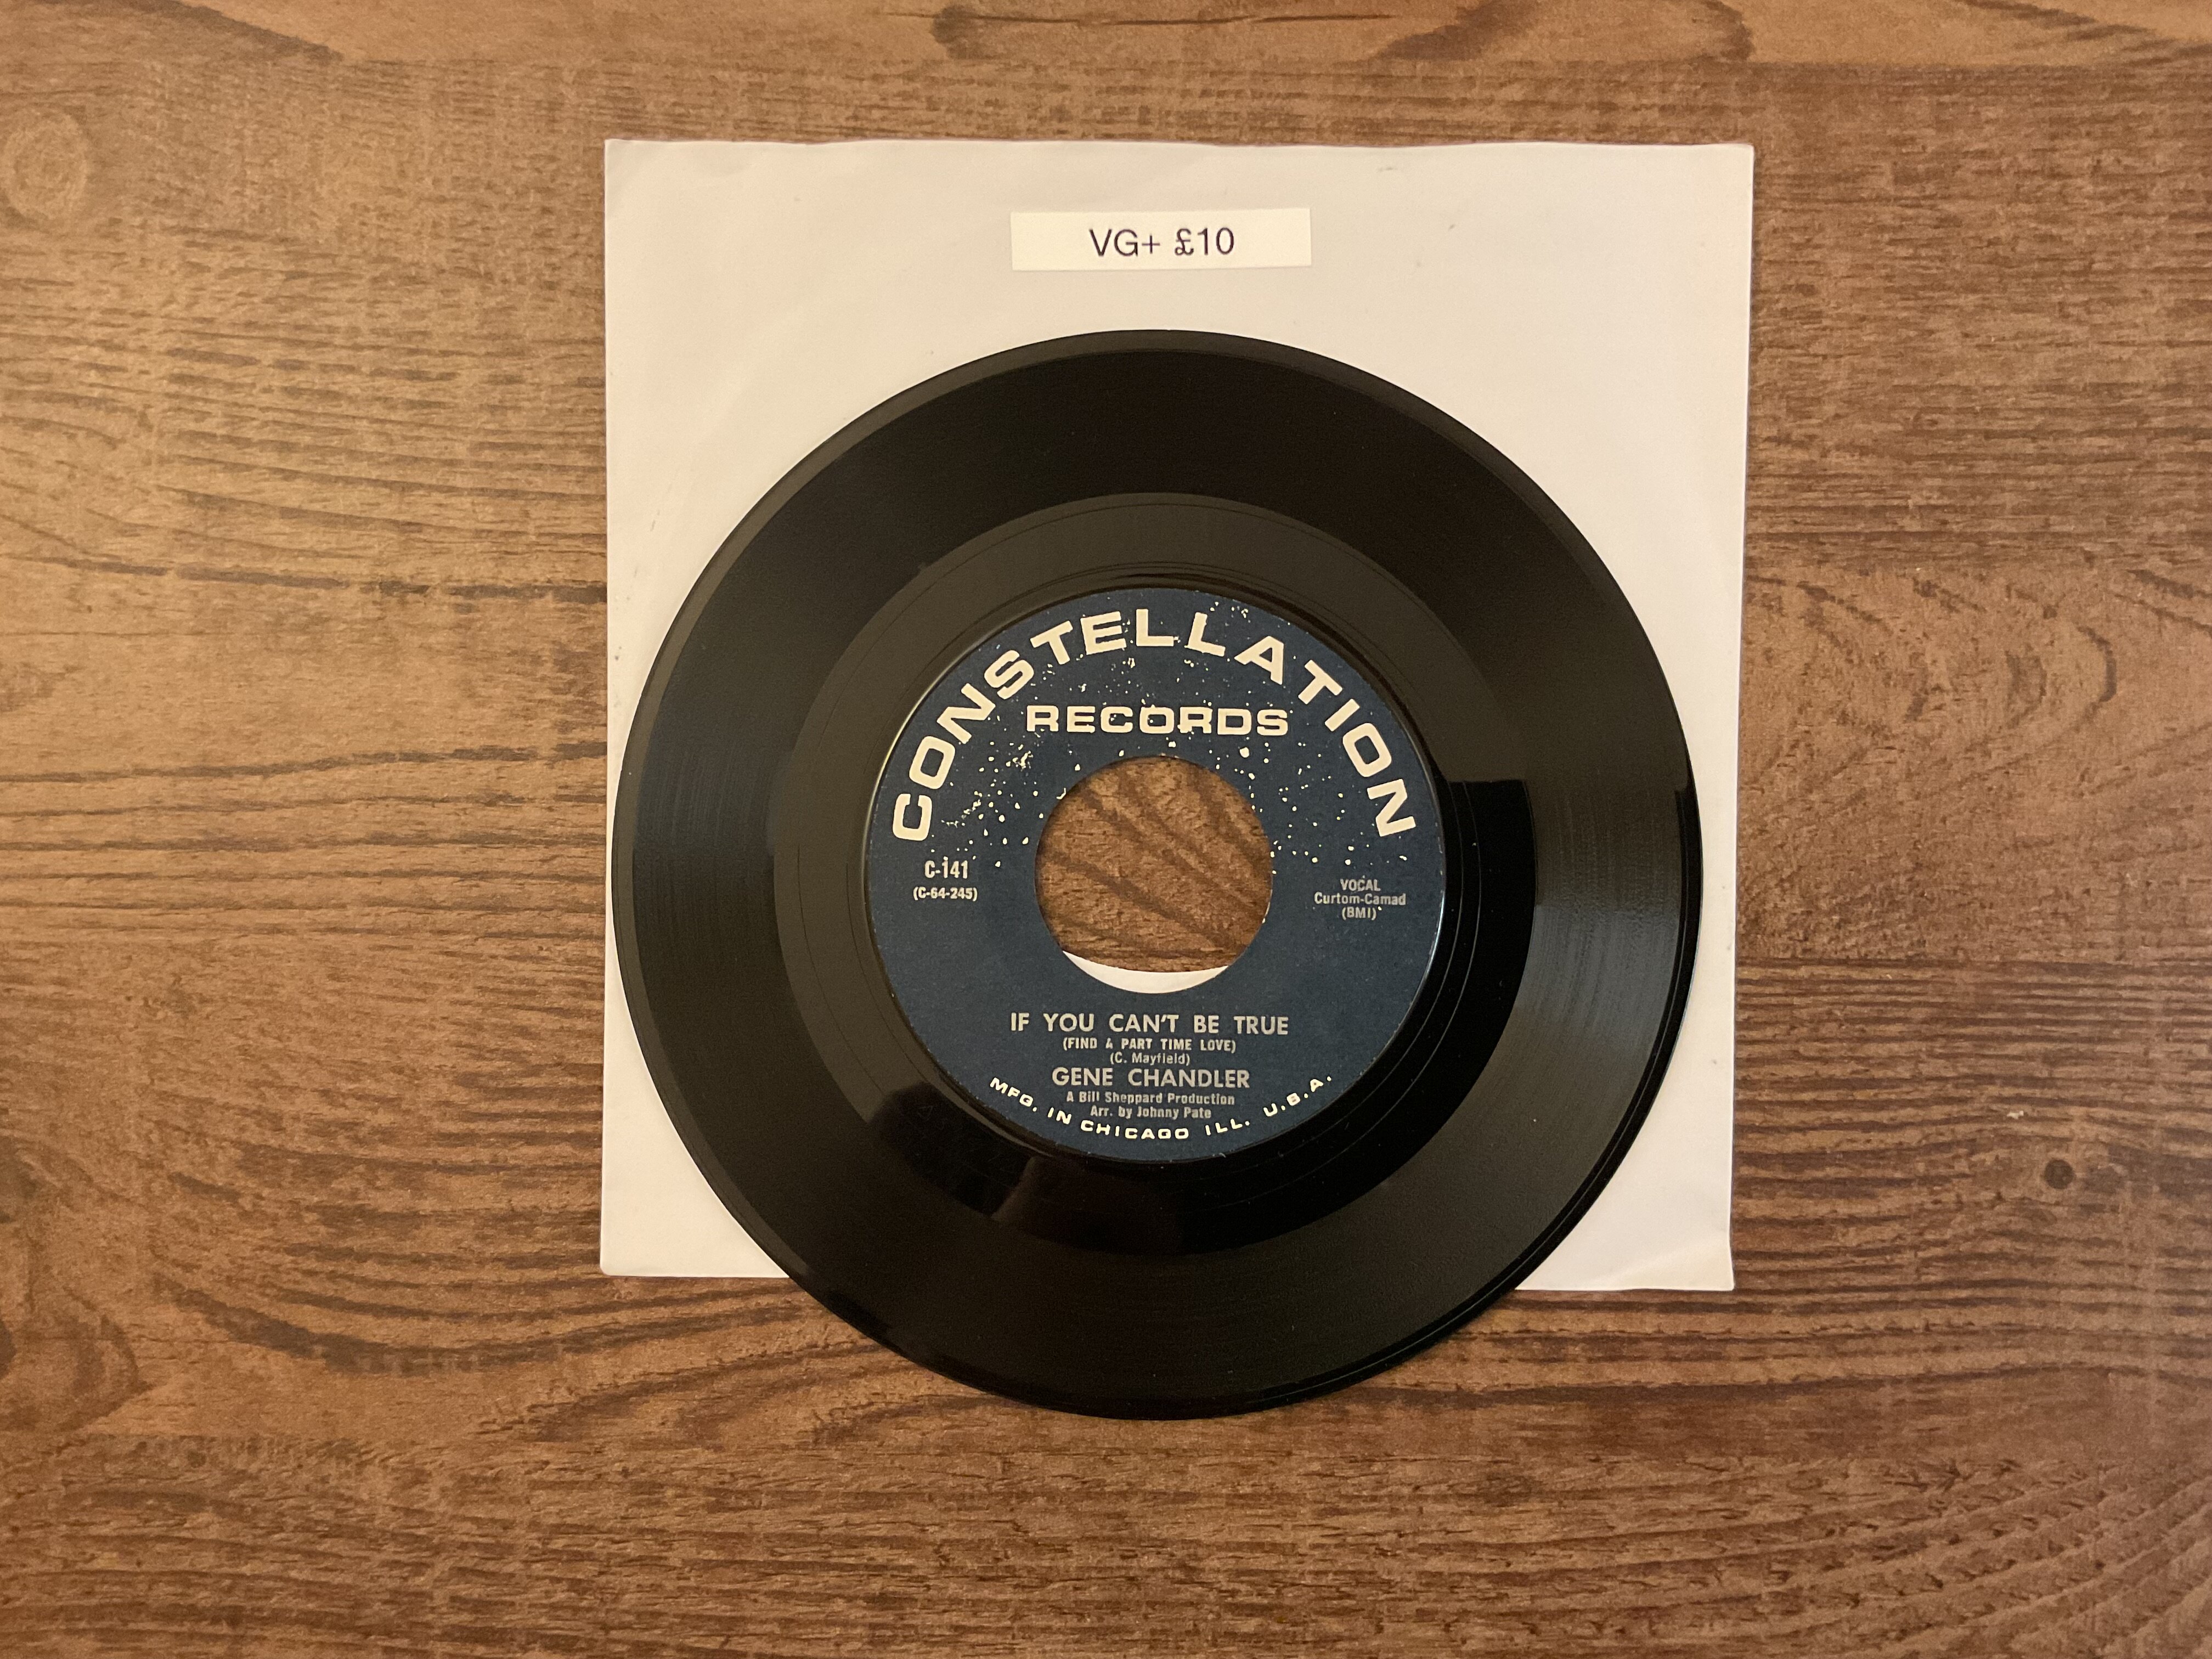 VG+ £10
CONSTELLATION
RECORDS
C-141
(C-64-245)
VOCAL
Curtom-Camad
(BMI)
IF YOU CAN'T BE TRUE
(FIND A PART TIME LOVE)
(C. Mayfield)
GENE CHANDLER
A Bill Sheppard Production
Arr. by Johnny Pate
MFG. IN CHICAGO ILL. U.S.A.